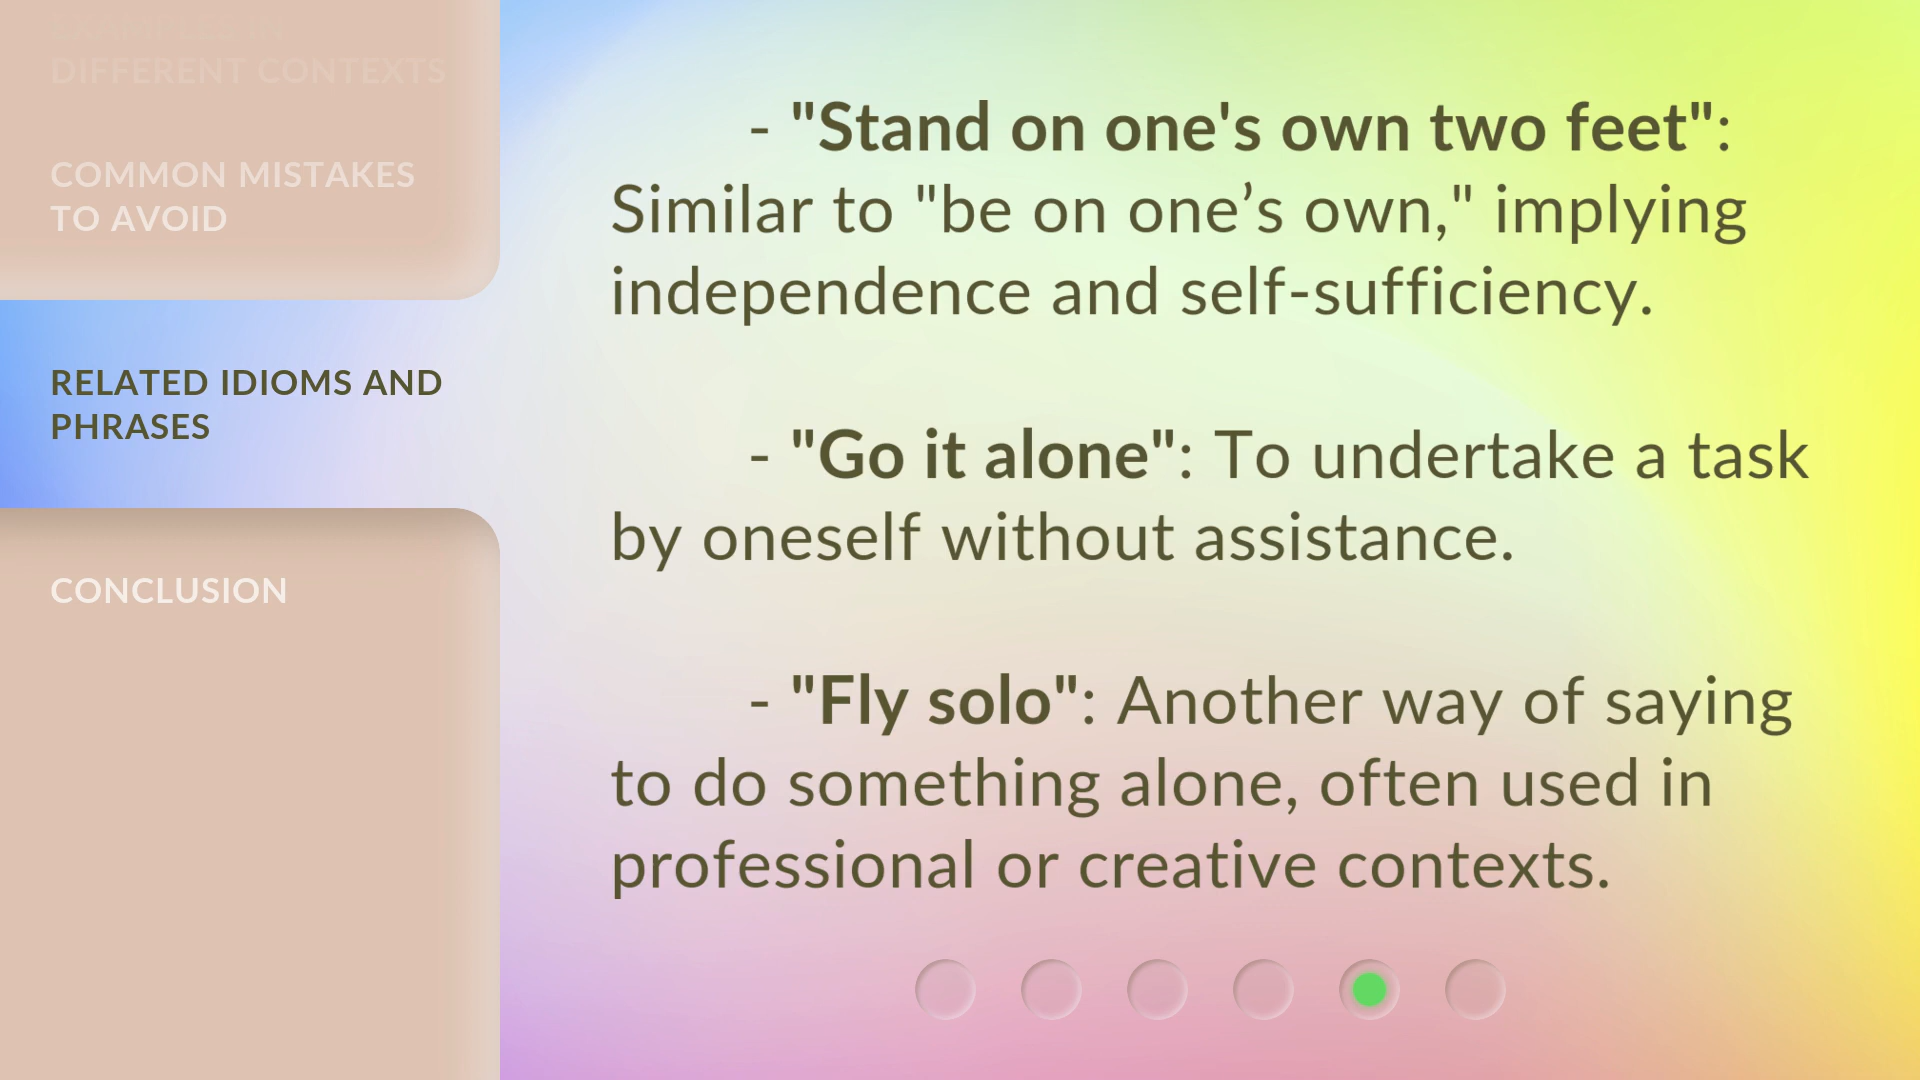 DIFFERENT CONTEXTS
COMMON MISTAKES
TO AVOID
RELATED IDIOMS AND
PHRASES
CONCLUSION
- "Stand on one's own two feet":
Similar to "be on one’s own," implying
independence and self-sufficiency.
- "Go it alone": To undertake a task
by oneself without assistance.
- "Fly solo": Another way of saying
to do something alone, often used in
professional or creative contexts.